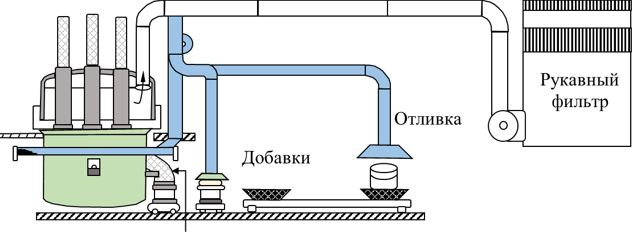 Рукавный
фильтр
Отливка
Добавки